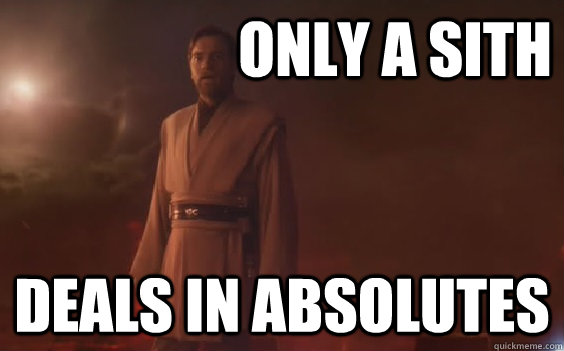 ONLY A SITH
DEALS IN ABSOLUTES
quickmeme.com